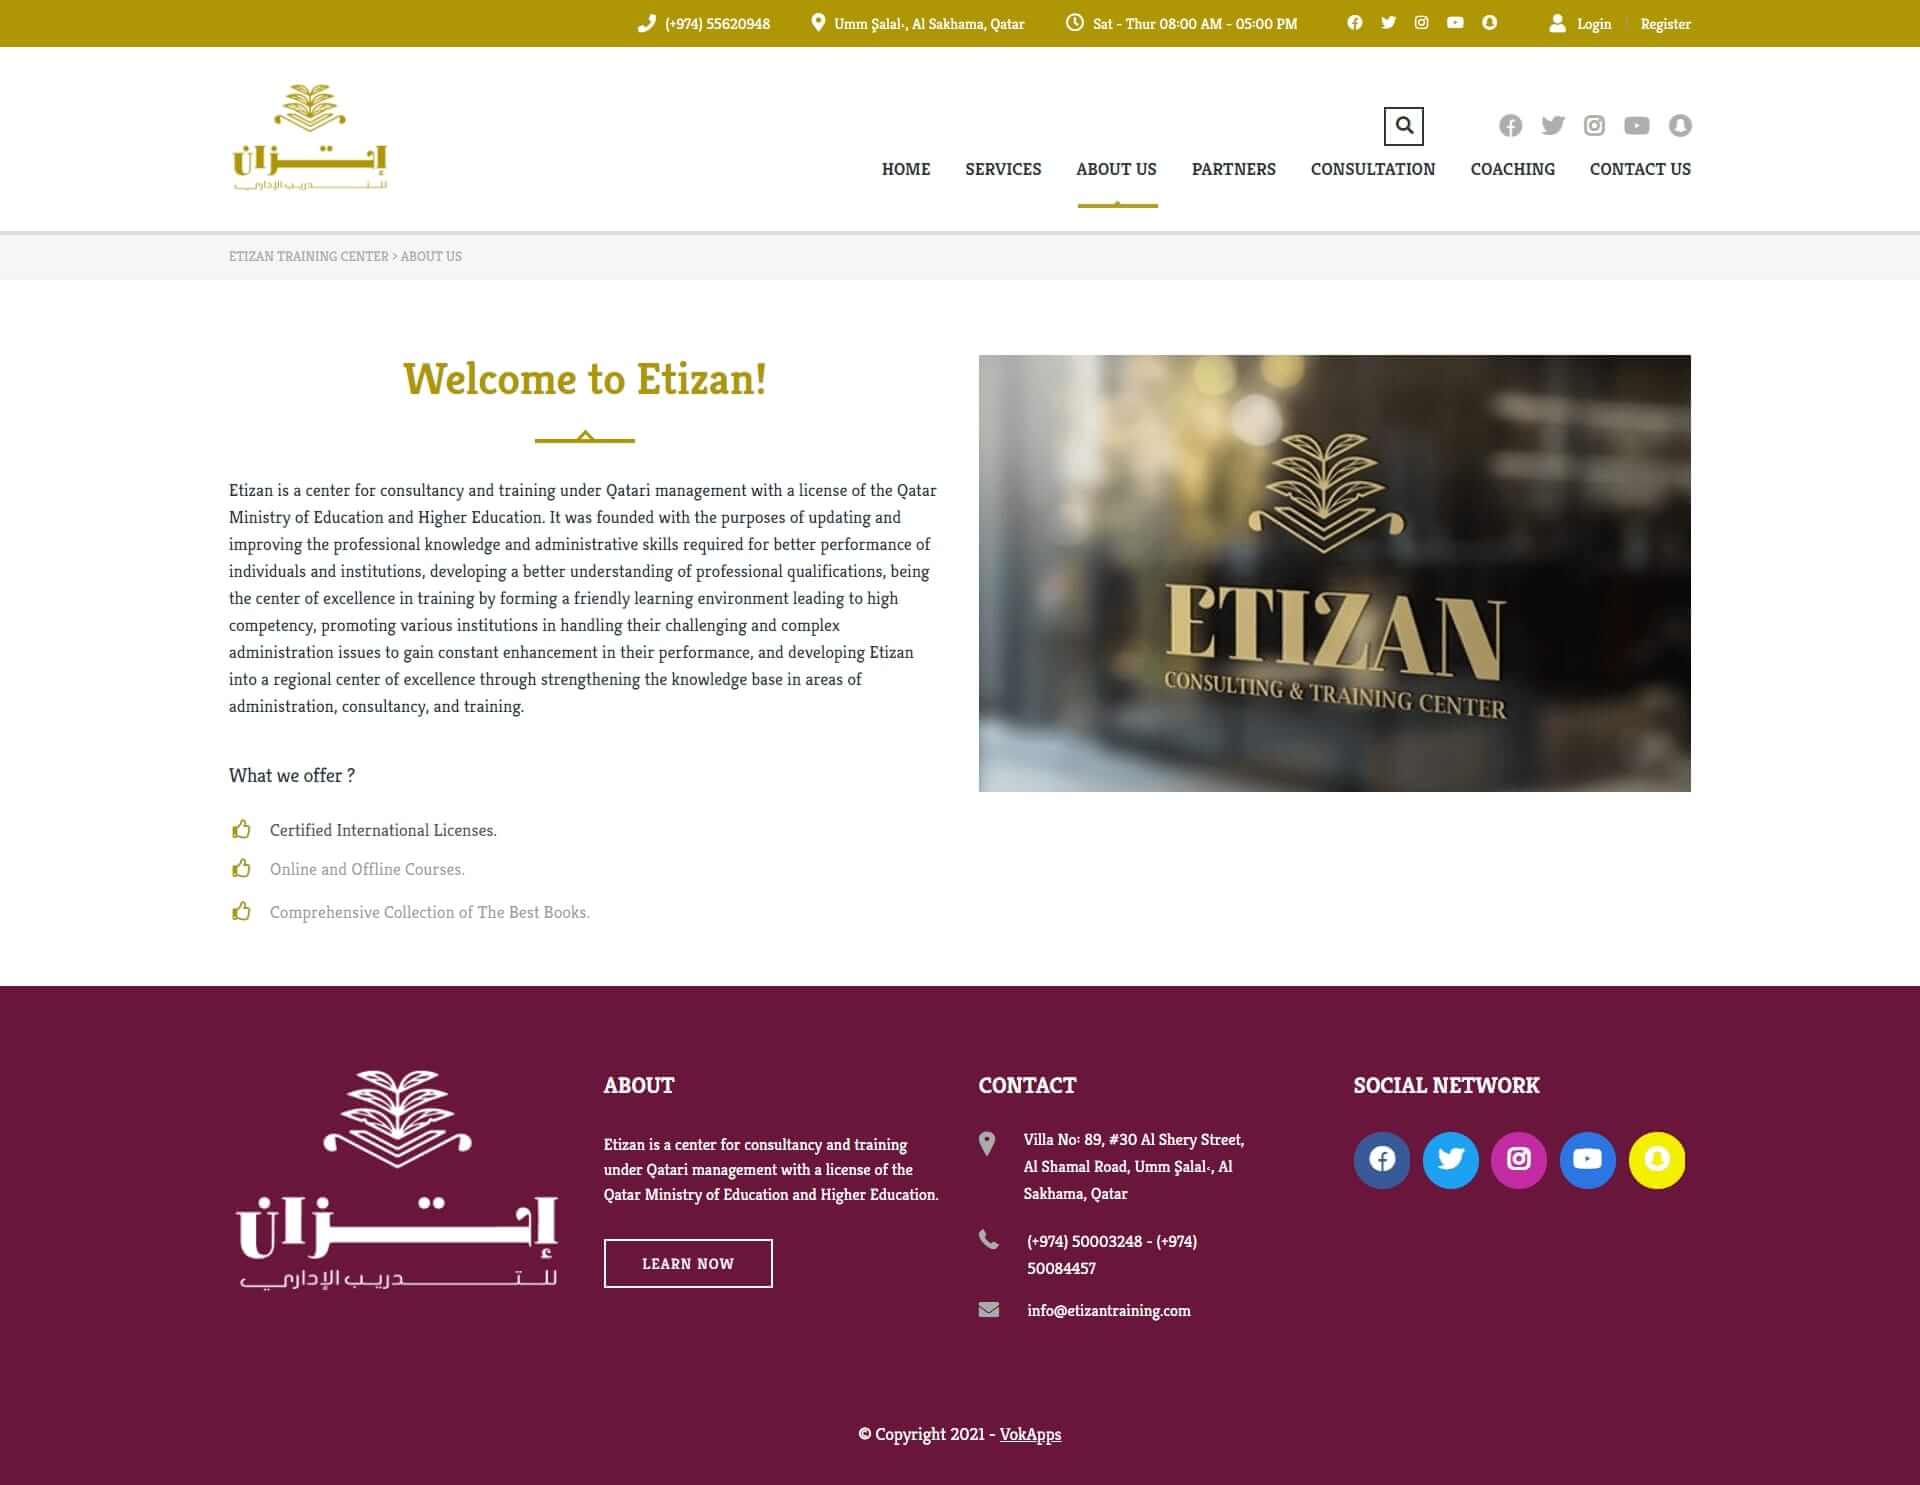 (+974) 55620948 Umm Şalal·, Al Sakhama, Qatar Sat - Thur 08:00 AM - 05:00 PM Login Register
إتزان
للتدريب الإداري
HOME SERVICES ABOUT US PARTNERS CONSULTATION COACHING CONTACT US
ETIZAN TRAINING CENTER > ABOUT US
Welcome to Etizan!
Etizan is a center for consultancy and training under Qatari management with a license of the Qatar
Ministry of Education and Higher Education. It was founded with the purposes of updating and
improving the professional knowledge and administrative skills required for better performance of
individuals and institutions, developing a better understanding of professional qualifications, being
the center of excellence in training by forming a friendly learning environment leading to high
competency, promoting various institutions in handling their challenging and complex
administration issues to gain constant enhancement in their performance, and developing Etizan
into a regional center of excellence through strengthening the knowledge base in areas of
administration, consultancy, and training.
What we offer ?
Certified International Licenses.
Online and Offline Courses.
Comprehensive Collection of The Best Books.
ETIZAN
CONSULTING & TRAINING CENTER
إتزان
للتدريب الإداري
ABOUT
Etizan is a center for consultancy and training
under Qatari management with a license of the
Qatar Ministry of Education and Higher Education.
LEARN NOW
CONTACT
Villa No: 89, #30 Al Shery Street,
Al Shamal Road, Umm Şalal·, Al
Sakhama, Qatar
(+974) 50003248 - (+974)
50084457
info@etizantraining.com
SOCIAL NETWORK
© Copyright 2021 - VokApps